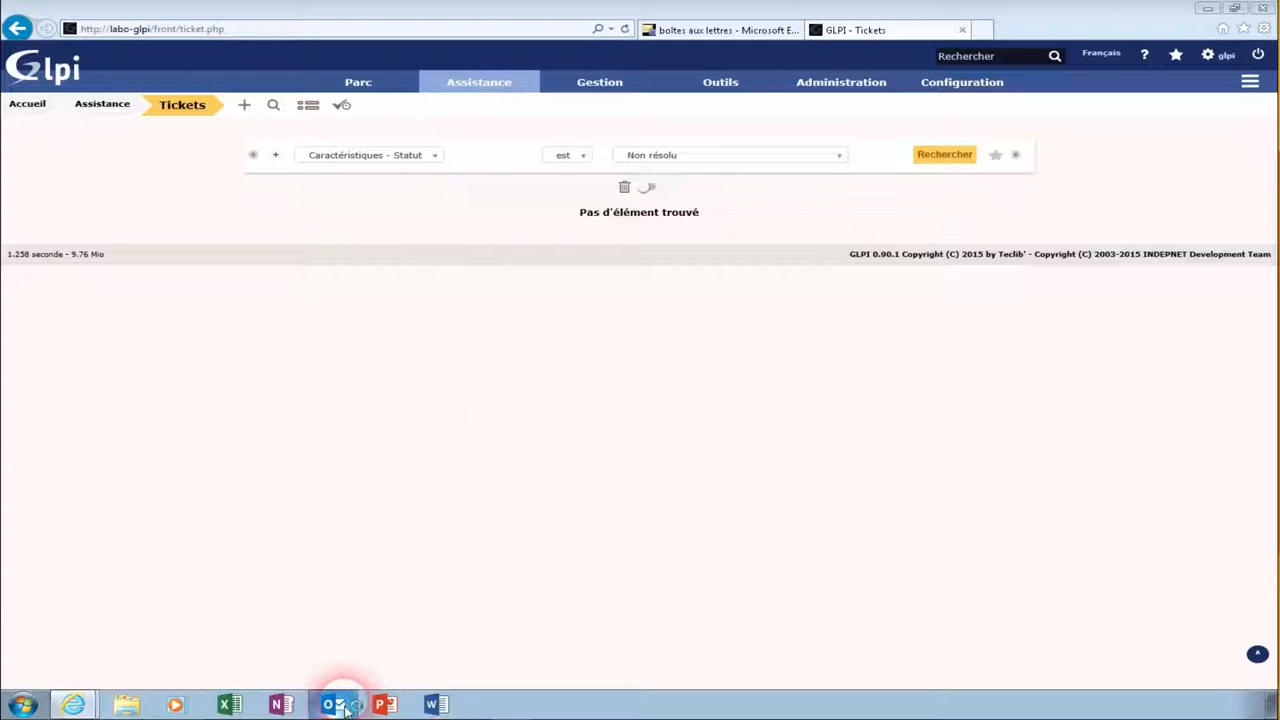 http://labo-glpi/front/ticket.php
boîtes aux lettres - Microsoft E...
GLPI - Tickets
Glpi
Rechercher
Français
?
glpi
Parc
Assistance
Gestion
Outils
Administration
Configuration
Accueil
Assistance
Tickets
Caractéristiques - Statut
est
Non résolu
Rechercher
Pas d'élément trouvé
1.258 seconde - 9.76 Mio
GLPI 0.90.1 Copyright (C) 2015 by Teclib' - Copyright (C) 2003-2015 INDEPNET Development Team